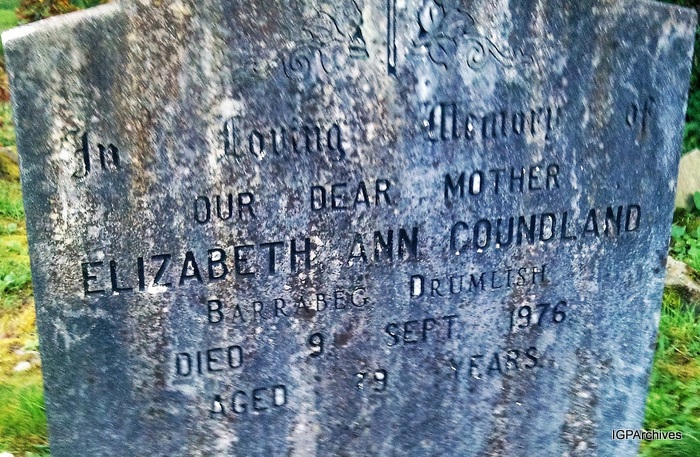 In Loving Memory of
OUR DEAR MOTHER
ELIZABETH ANN COUNDLAND
BARRABEG DRUMLISH
DIED 9 SEPT 1976
AGED 79 YEARS
IGPArchives